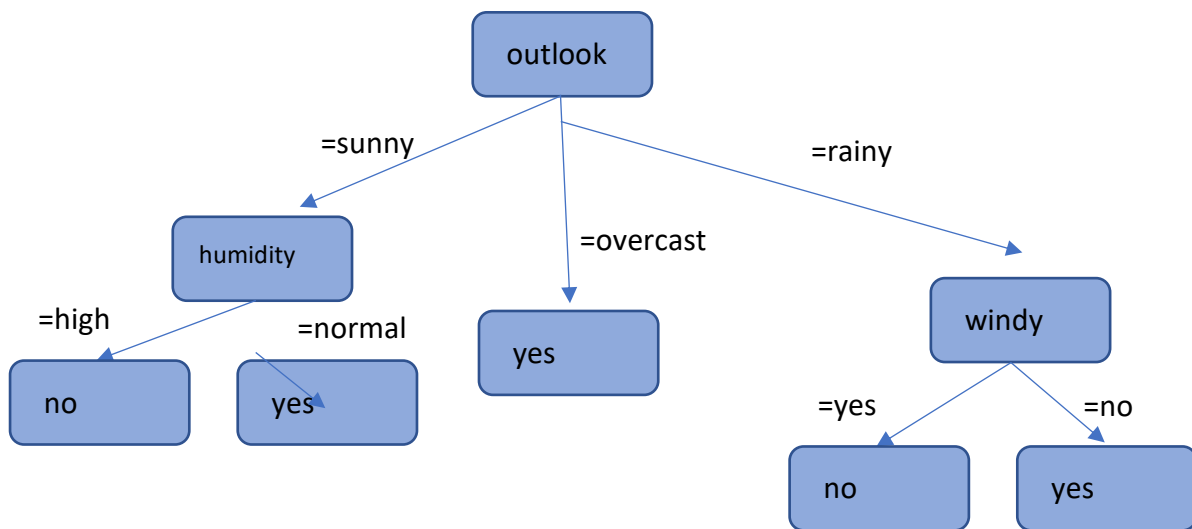 outlook
=sunny
=rainy
humidity
=overcast
=high
=normal
windy
yes
no
yes
=yes
=no
no
yes